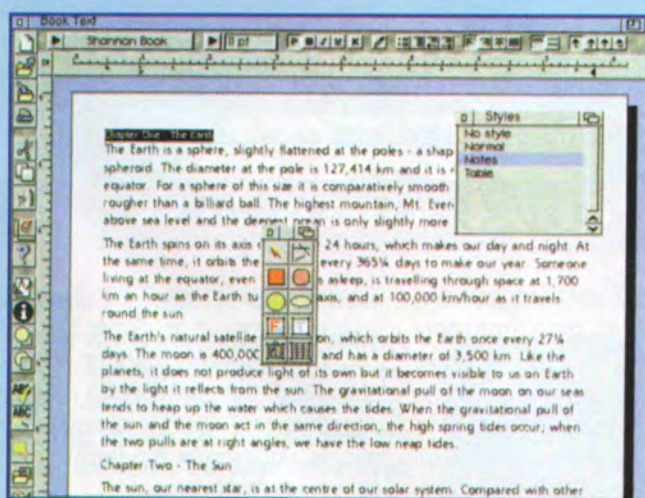 Book Text
Shannon Book
11 pt
P B I U K
Chapter One - The Earth
The Earth is a sphere, slightly flattened at the poles - a shap
spheroid. The diameter at the pole is 127,414 km and it is
equator. For a sphere of this size it is comparatively smooth
rougher than a billiard ball. The highest mountain, Mt. Ever
above sea level and the deepest ocean is only slightly more
Styles
No style
Normal
Notes
Table
The Earth spins on its axis 24 hours, which makes our day and night. At
the same time, it orbits the every 365¼ days to make our year. Someone
living at the equator, even s asleep, is travelling through space at 1,700
km an hour as the Earth tu axis, and at 100,000 km/hour as it travels
round the sun.
The Earth's natural satellite on, which orbits the Earth once every 27¼
days. The moon is 400,000 and has a diameter of 3,500 km. Like the
planets, it does not produce light of its own but it becomes visible to us on Earth
by the light it reflects from the sun. The gravitational pull of the moon on our seas
tends to heap up the water which causes the tides. When the gravitational pull of
the sun and the moon act in the same direction, the high spring tides occur; when
the two pulls are at right angles, we have the low neap tides.
Chapter Two - The Sun
The sun, our nearest star, is at the centre of our solar system. Compared with other
F T
ABC
ABC